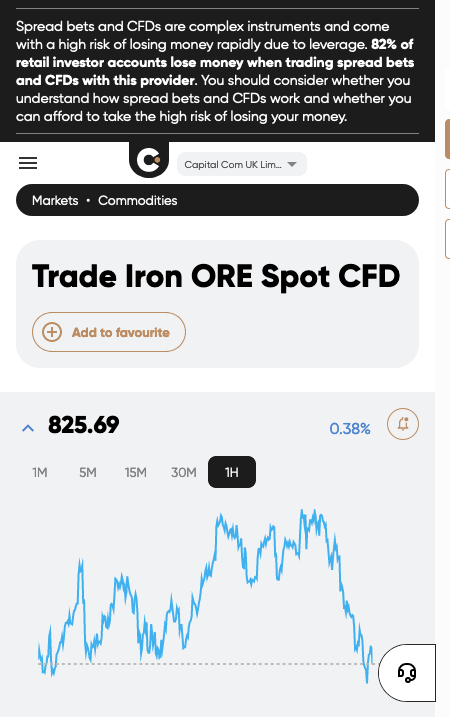 Spread bets and CFDs are complex instruments and come
with a high risk of losing money rapidly due to leverage. 82% of
retail investor accounts lose money when trading spread bets
and CFDs with this provider. You should consider whether you
understand how spread bets and CFDs work and whether you
can afford to take the high risk of losing your money.
Capital Com UK Lim...
Markets • Commodities
Trade Iron ORE Spot CFD
Add to favourite
825.69
0.38%
1M 5M 15M 30M 1H